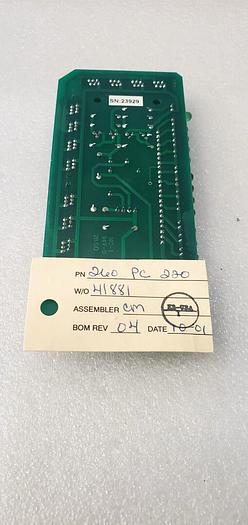 SN:23929
PN 260 PC 220
W/O 41881
ASSEMBLER CM
BOM REV 04 DATE 10-01